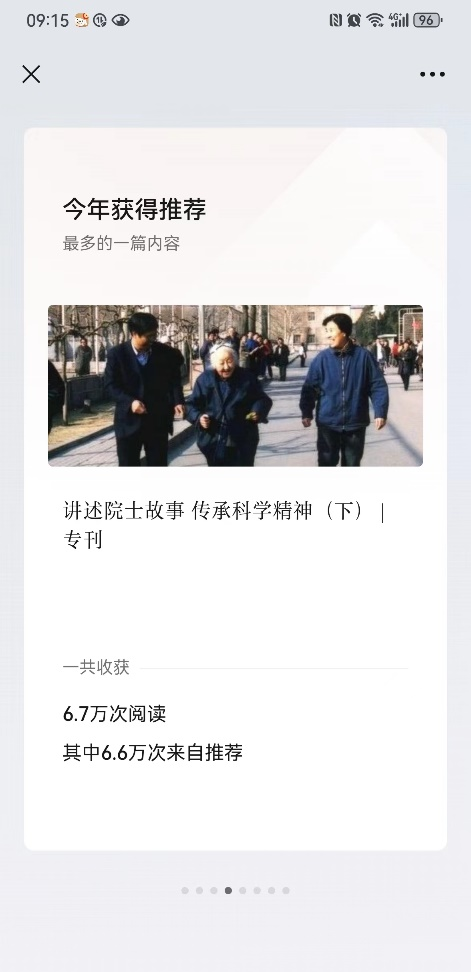 09:15
4G
96
今年获得推荐
最多的一篇内容
讲述院士故事 传承科学精神（下） |
专刊
一共收获
6.7万次阅读
其中6.6万次来自推荐